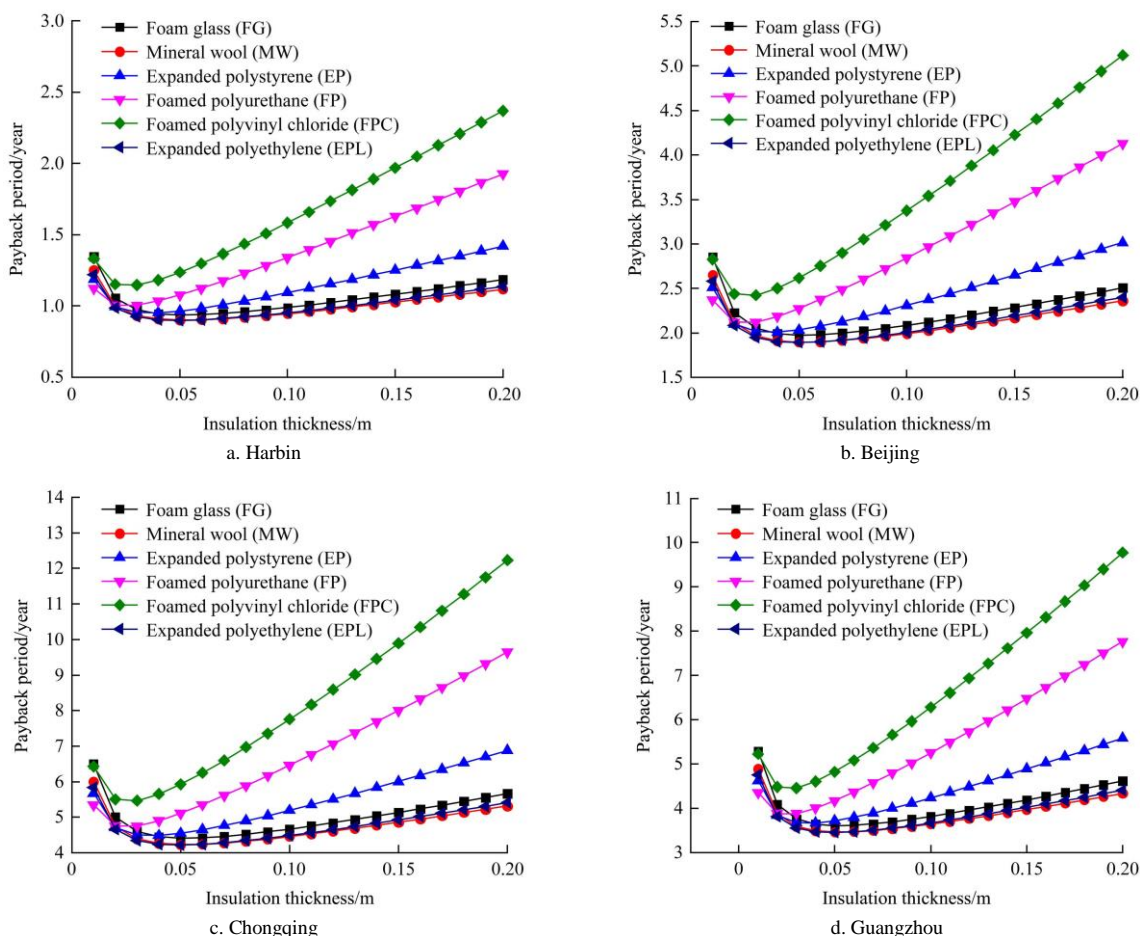 3.0
2.5
2.0
1.5
1.0
0.5
Payback period/year
Foam glass (FG)
Mineral wool (MW)
Expanded polystyrene (EP)
Foamed polyurethane (FP)
Foamed polyvinyl chloride (FPC)
Expanded polyethylene (EPL)
0
0.05
0.10
0.15
0.20
Insulation thickness/m
a. Harbin
5.5
5.0
4.5
4.0
3.5
3.0
2.5
2.0
1.5
Payback period/year
Foam glass (FG)
Mineral wool (MW)
Expanded polystyrene (EP)
Foamed polyurethane (FP)
Foamed polyvinyl chloride (FPC)
Expanded polyethylene (EPL)
0
0.05
0.10
0.15
0.20
Insulation thickness/m
b. Beijing
14
13
12
11
10
9
8
7
6
5
4
Payback period/year
Foam glass (FG)
Mineral wool (MW)
Expanded polystyrene (EP)
Foamed polyurethane (FP)
Foamed polyvinyl chloride (FPC)
Expanded polyethylene (EPL)
0
0.05
0.10
0.15
0.20
Insulation thickness/m
c. Chongqing
11
10
9
8
7
6
5
4
3
Payback period/year
Foam glass (FG)
Mineral wool (MW)
Expanded polystyrene (EP)
Foamed polyurethane (FP)
Foamed polyvinyl chloride (FPC)
Expanded polyethylene (EPL)
0
0.05
0.10
0.15
0.20
Insulation thickness/m
d. Guangzhou